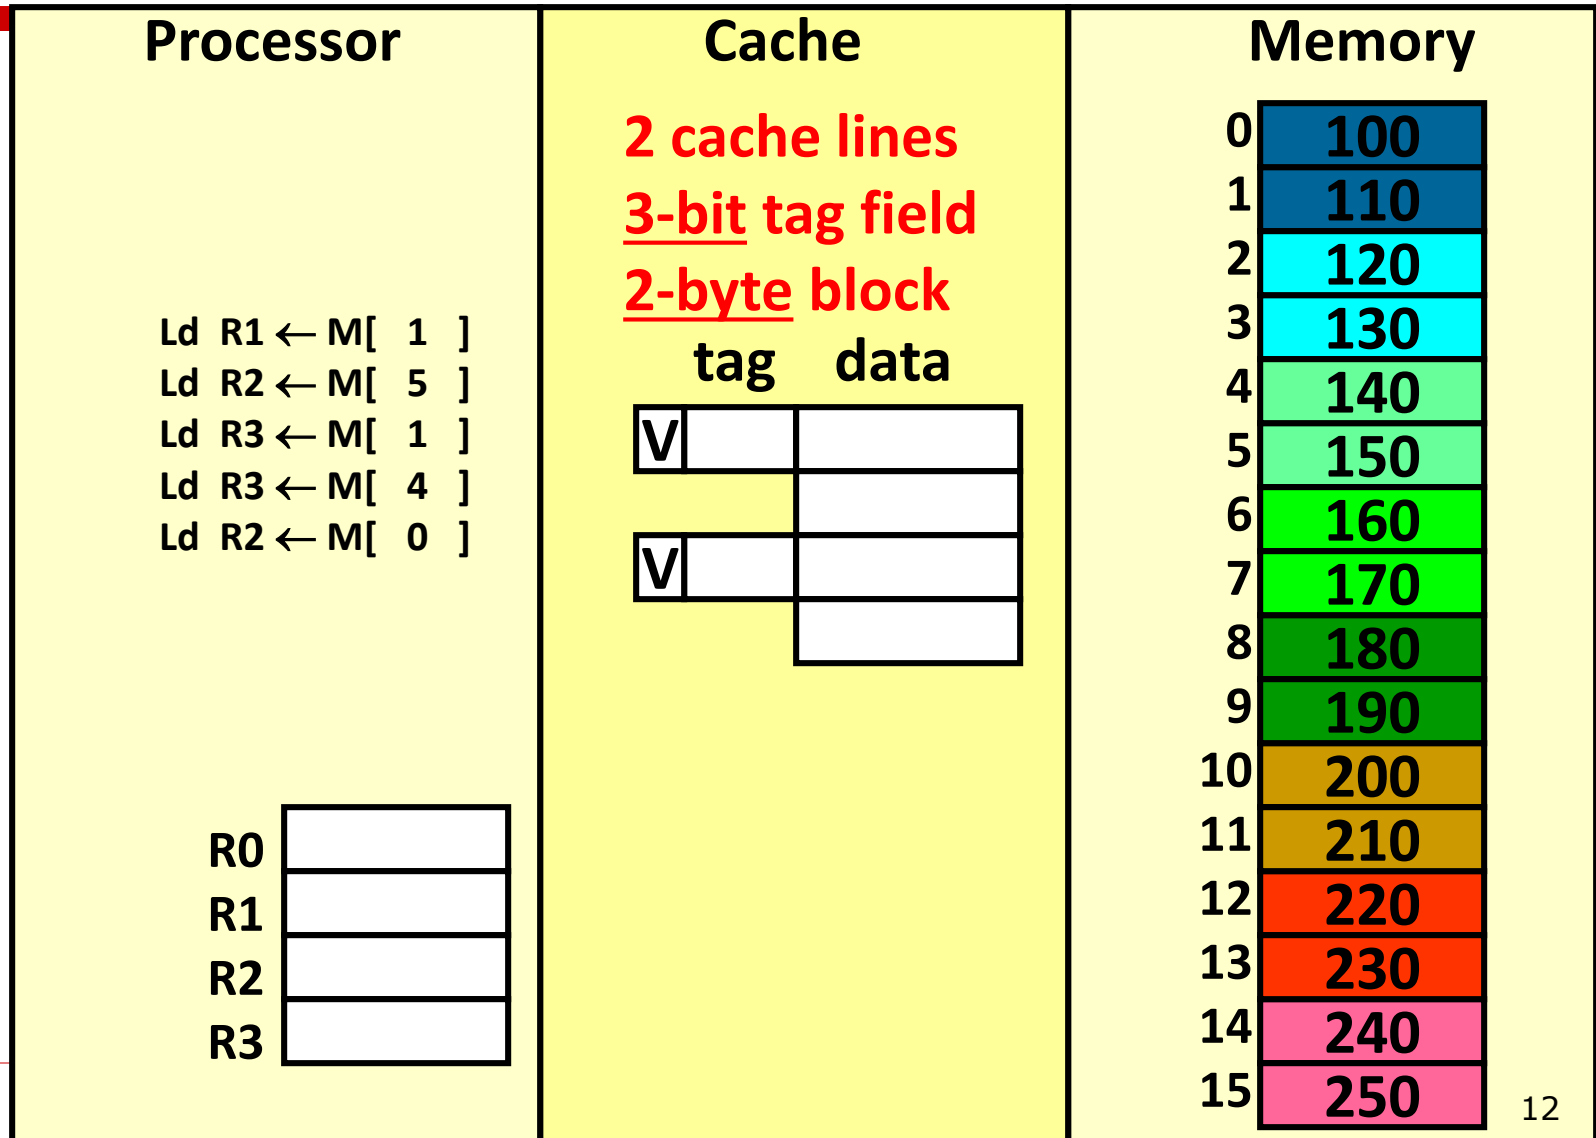 Processor
Ld R1 ← M[ 1 ]
Ld R2 ← M[ 5 ]
Ld R3 ← M[ 1 ]
Ld R3 ← M[ 4 ]
Ld R2 ← M[ 0 ]
R0
R1
R2
R3
Cache
2 cache lines
3-bit tag field
2-byte block
tag data
V
V
Memory
0 100
1 110
2 120
3 130
4 140
5 150
6 160
7 170
8 180
9 190
10 200
11 210
12 220
13 230
14 240
15 250
12